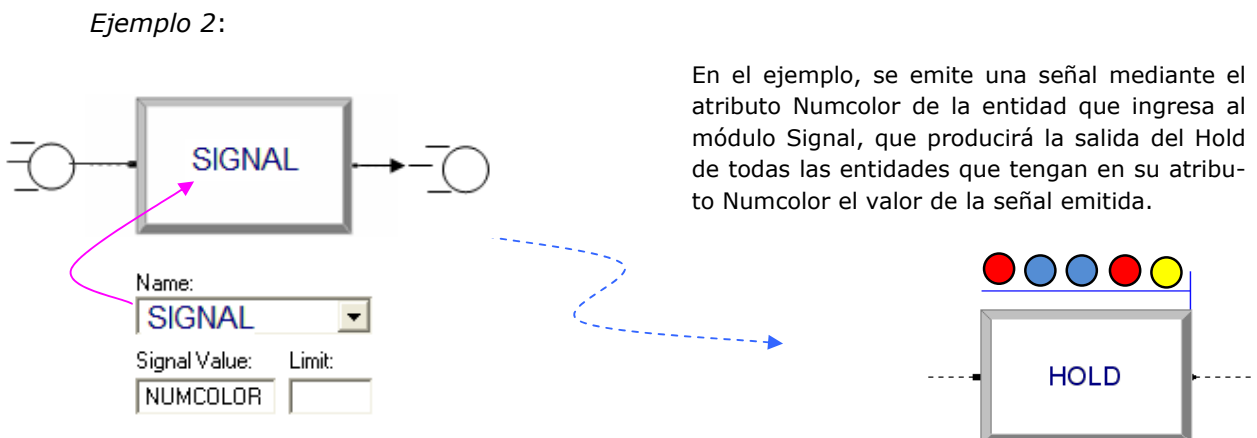 Ejemplo 2:
En el ejemplo, se emite una señal mediante el
atributo Numcolor de la entidad que ingresa al
módulo Signal, que producirá la salida del Hold
de todas las entidades que tengan en su atribu-
to Numcolor el valor de la señal emitida.
SIGNAL
Name:
SIGNAL
Signal Value: Limit:
NUMCOLOR
HOLD